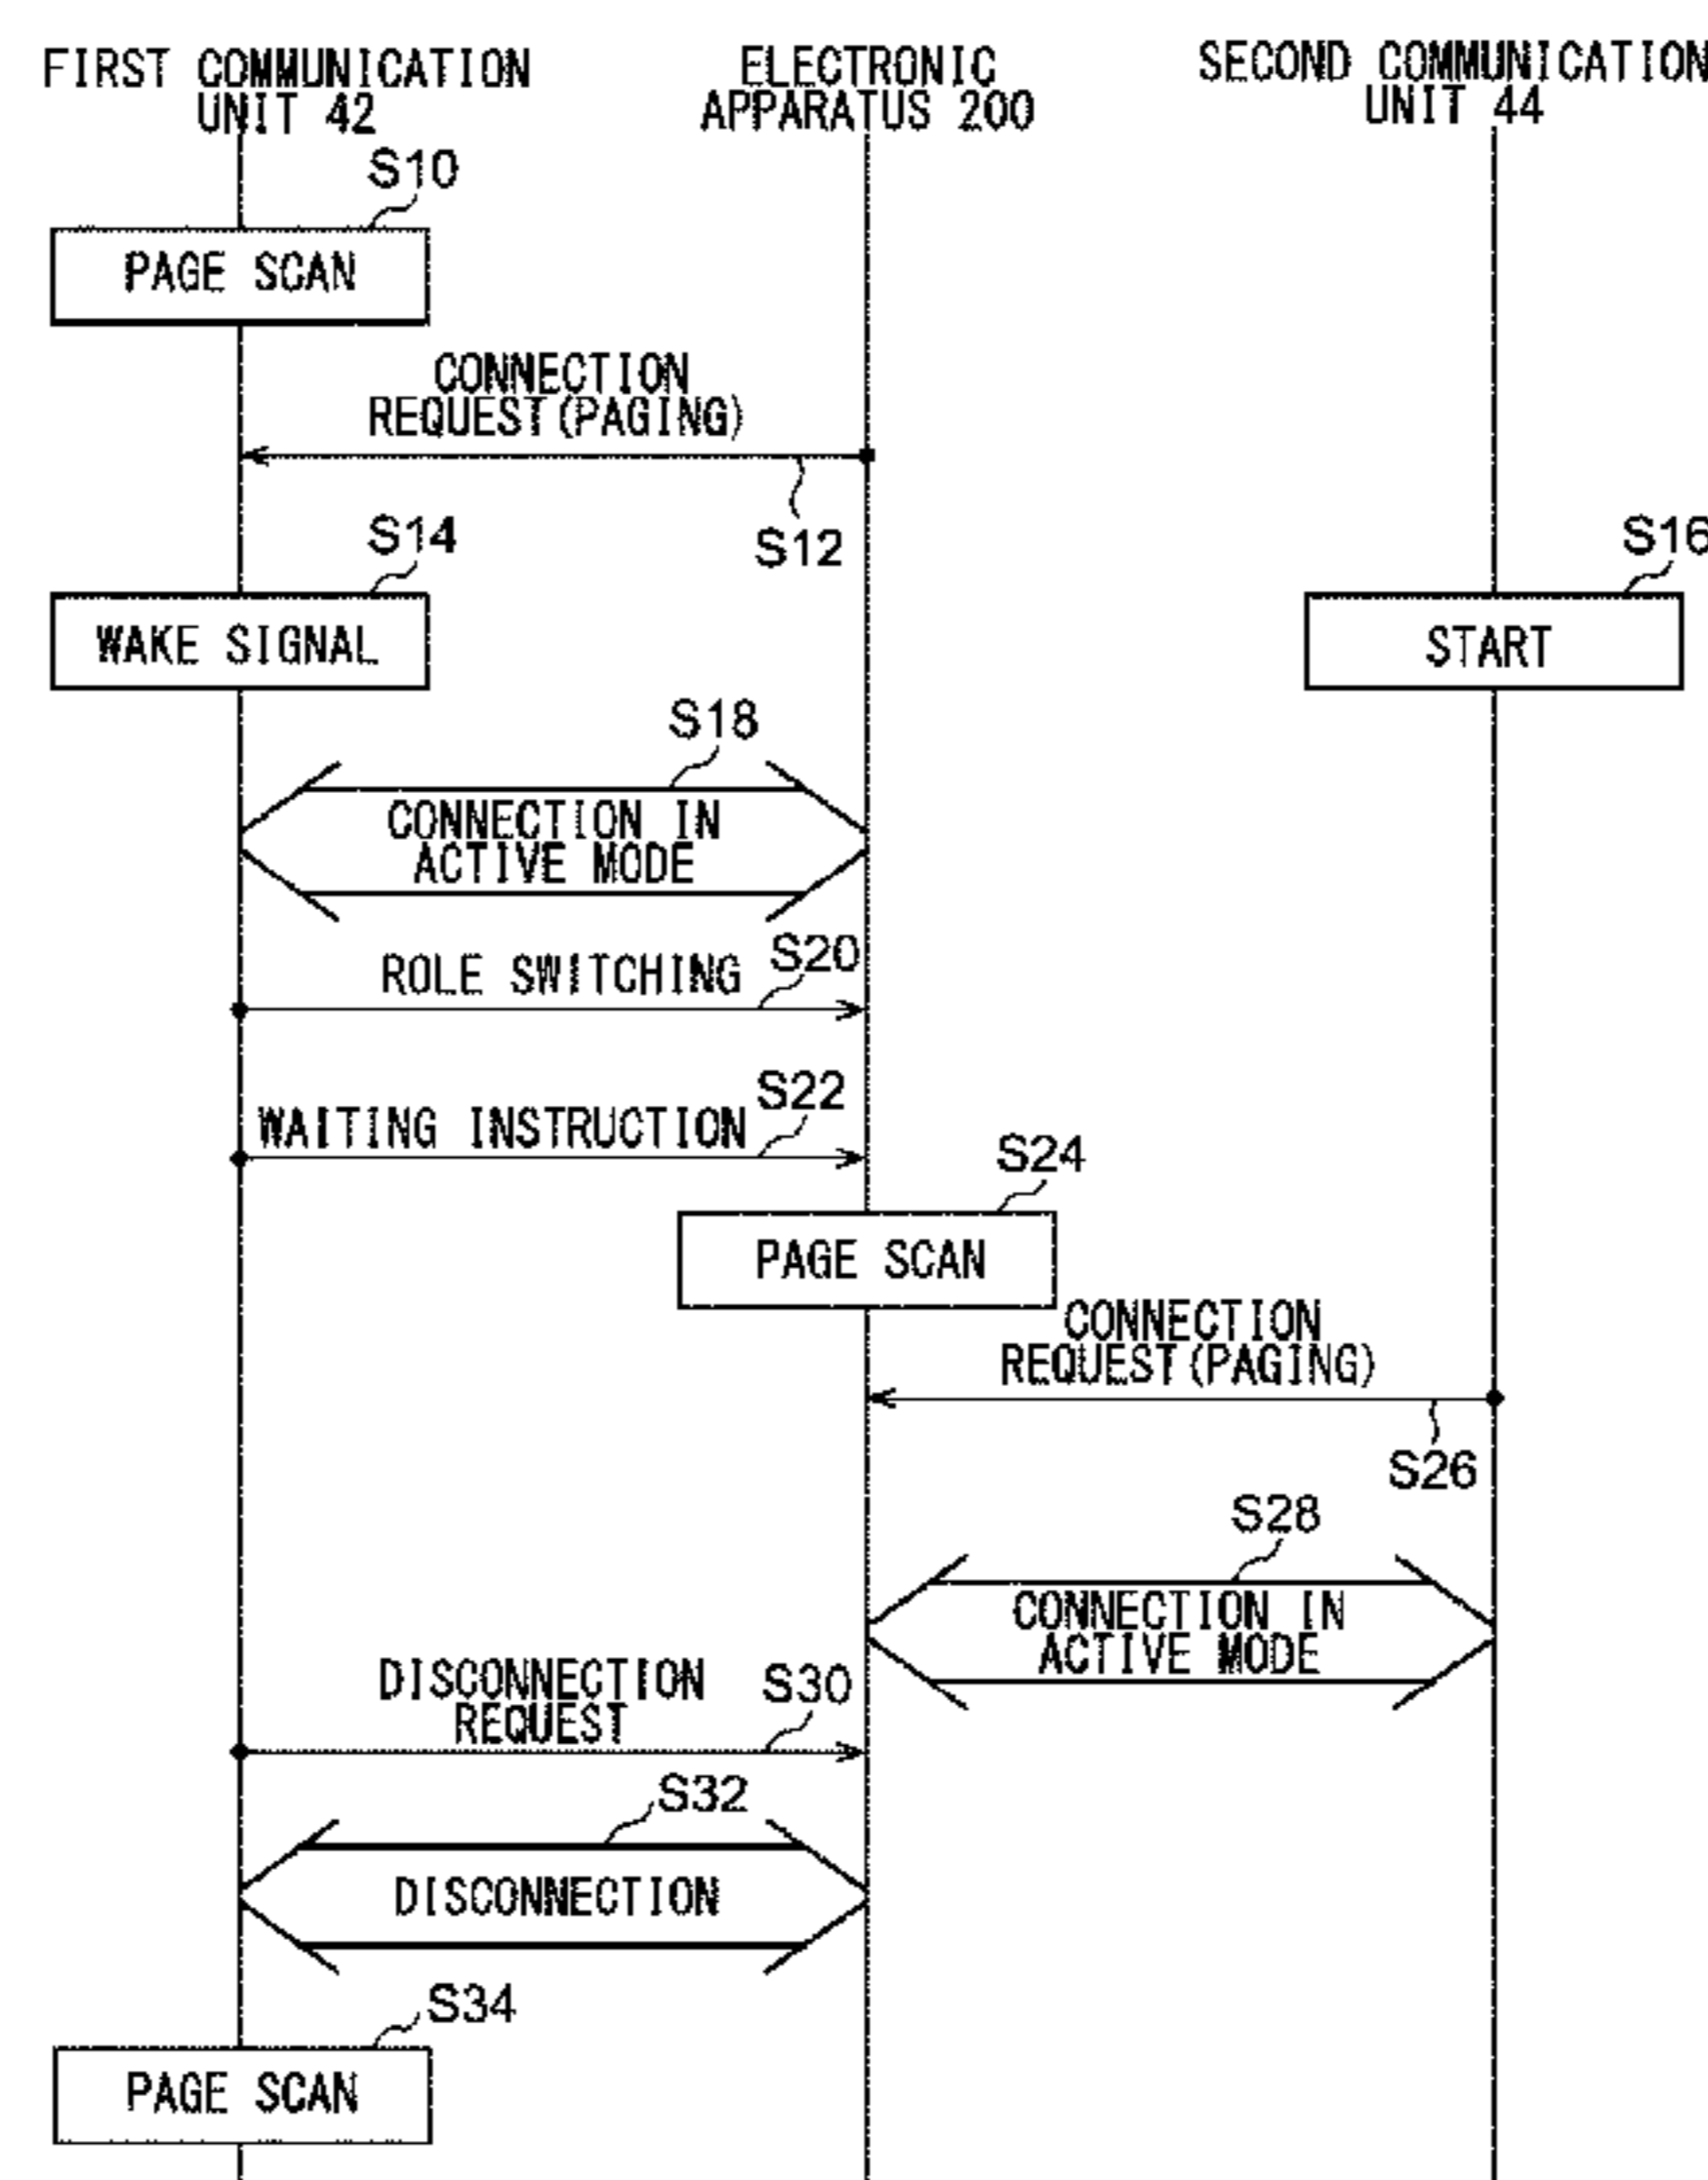 FIRST COMMUNICATION
UNIT 42
ELECTRONIC
APPARATUS 200
SECOND COMMUNICATION
UNIT 44
S10
PAGE SCAN
CONNECTION
REQUEST(PAGING)
S12
S14
WAKE SIGNAL
S16
START
S18
CONNECTION IN
ACTIVE MODE
ROLE SWITCHING
S20
WAITING INSTRUCTION
S22
S24
PAGE SCAN
CONNECTION
REQUEST(PAGING)
S26
S28
CONNECTION IN
ACTIVE MODE
DISCONNECTION
REQUEST
S30
S32
DISCONNECTION
S34
PAGE SCAN